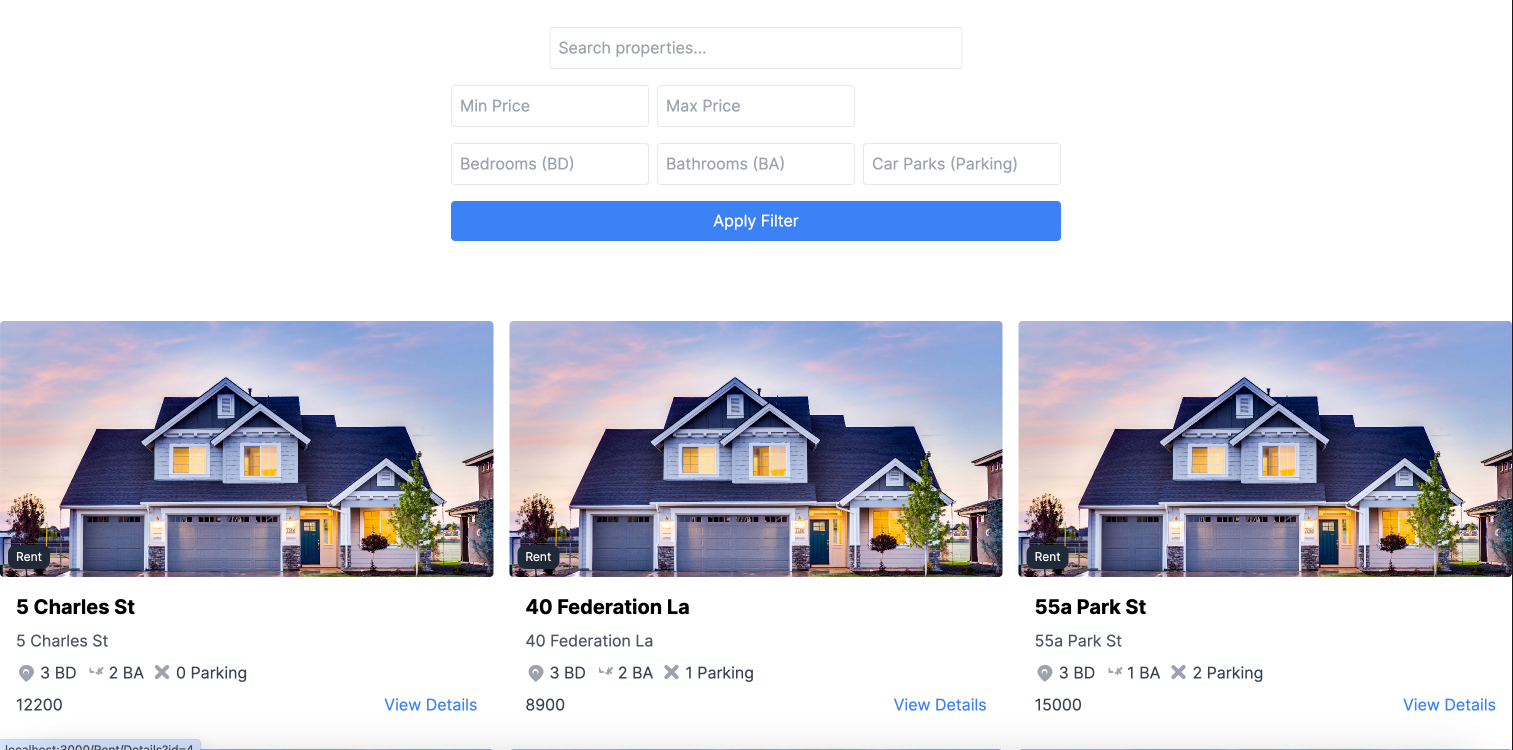 Search properties...
Min Price Max Price
Bedrooms (BD) Bathrooms (BA) Car Parks (Parking)
Apply Filter
Rent Rent Rent
5 Charles St 40 Federation La 55a Park St
5 Charles St 40 Federation La 55a Park St
3 BD 2 BA 0 Parking 3 BD 2 BA 1 Parking 3 BD 1 BA 2 Parking
12200 View Details 8900 View Details 15000 View Details
localhost:3000/Rent/Details?id=4